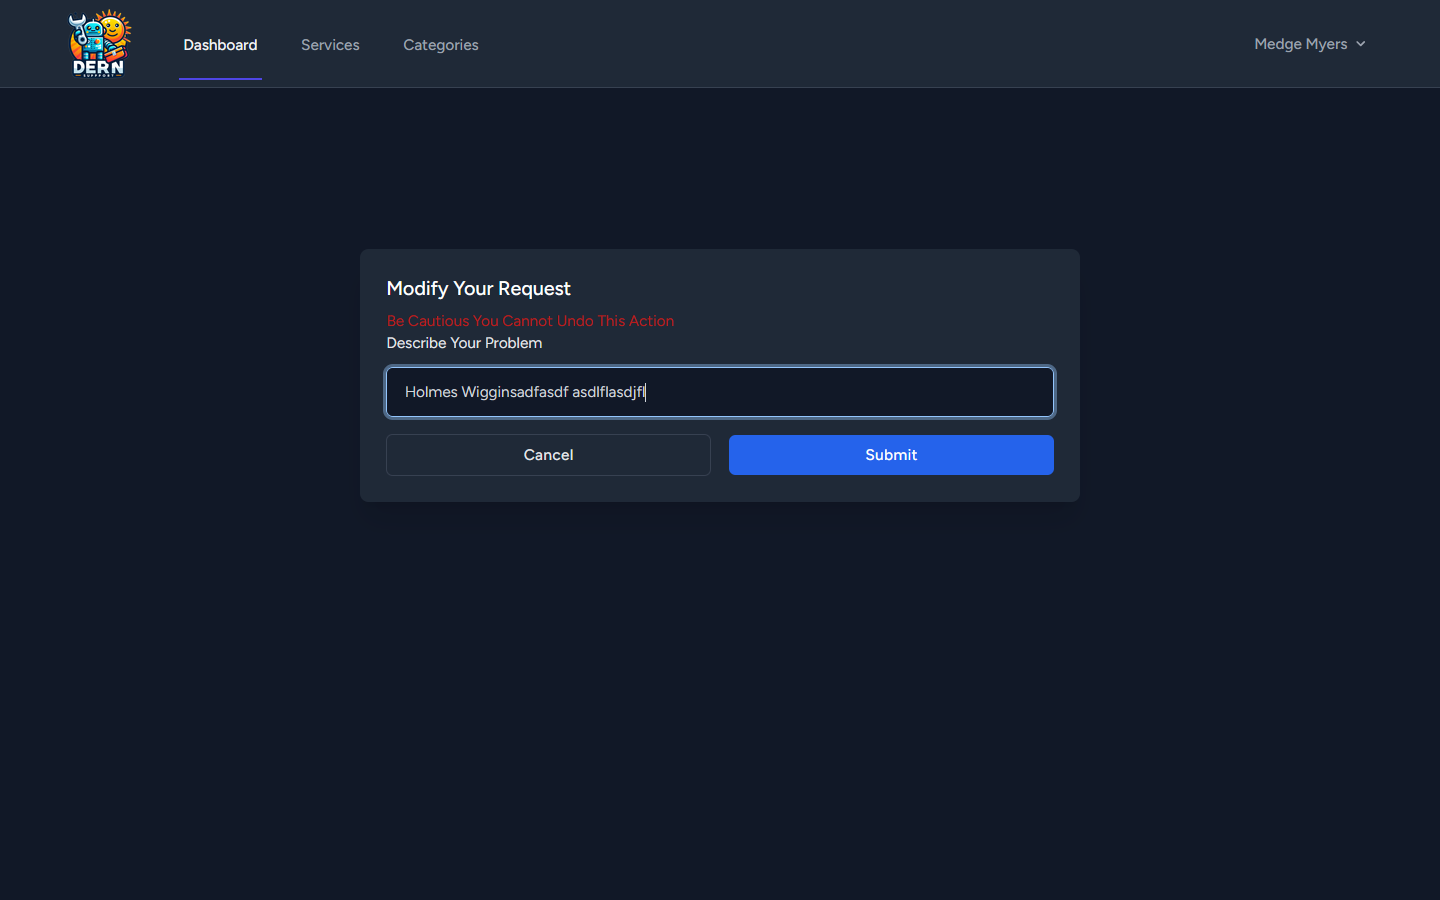 DERN
SUPPPORT
Dashboard
Services
Categories
Medge Myers
Modify Your Request
Be Cautious You Cannot Undo This Action
Describe Your Problem
Holmes Wigginsadfasdf asdlflasdjfl
Cancel
Submit